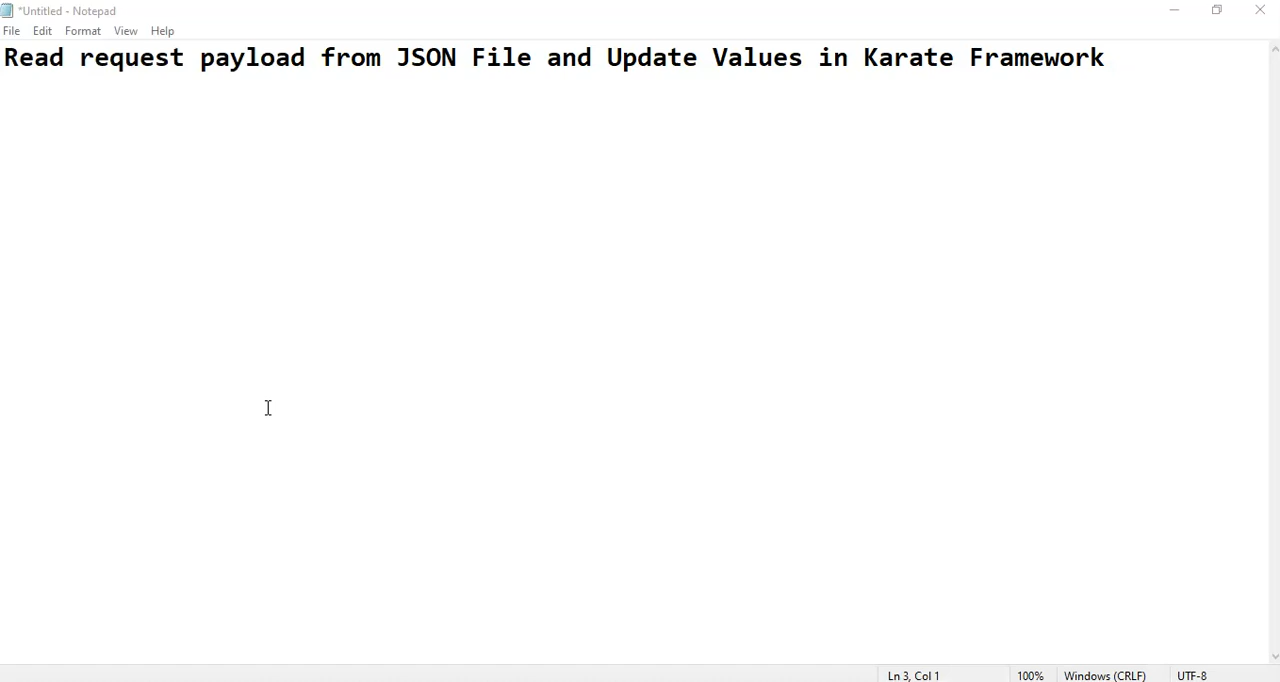 *Untitled - Notepad
File Edit Format View Help
Read request payload from JSON File and Update Values in Karate Framework
Ln 3, Col 1 100% Windows (CRLF) UTF-8